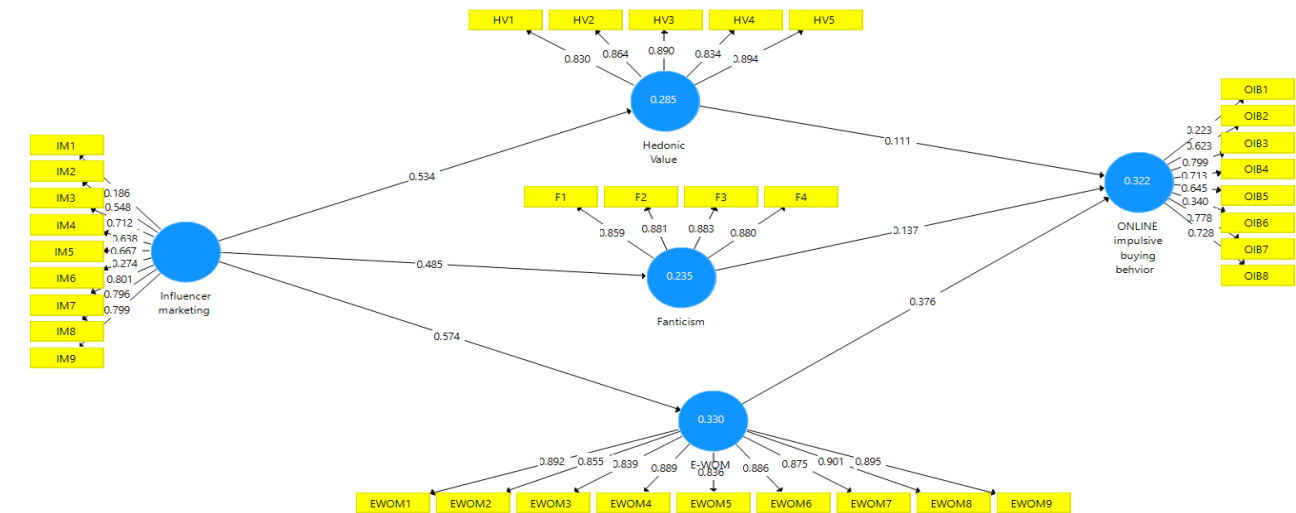 HV1 HV2 HV3 HV4 HV5
0.830 0.864 0.890 0.834 0.894
0.285
Hedonic
Value
IM1
IM2
IM3
IM4
IM5
IM6
IM7
IM8
IM9
0.186
0.548
0.712
0.638
0.667
0.274
0.801
0.796
0.799
Influencer
marketing
0.534
0.485
0.574
F1 F2 F3 F4
0.859 0.881 0.883 0.880
0.235
Fanticism
0.111
0.137
0.376
0.322
ONLINE
impulsive
buying
behvior
0.223
0.623
0.799
0.713
0.645
0.340
0.778
0.728
OIB1
OIB2
OIB3
OIB4
OIB5
OIB6
OIB7
OIB8
0.330
E-WOM
0.892 0.855 0.839 0.889 0.836 0.886 0.875 0.901 0.895
EWOM1 EWOM2 EWOM3 EWOM4 EWOM5 EWOM6 EWOM7 EWOM8 EWOM9